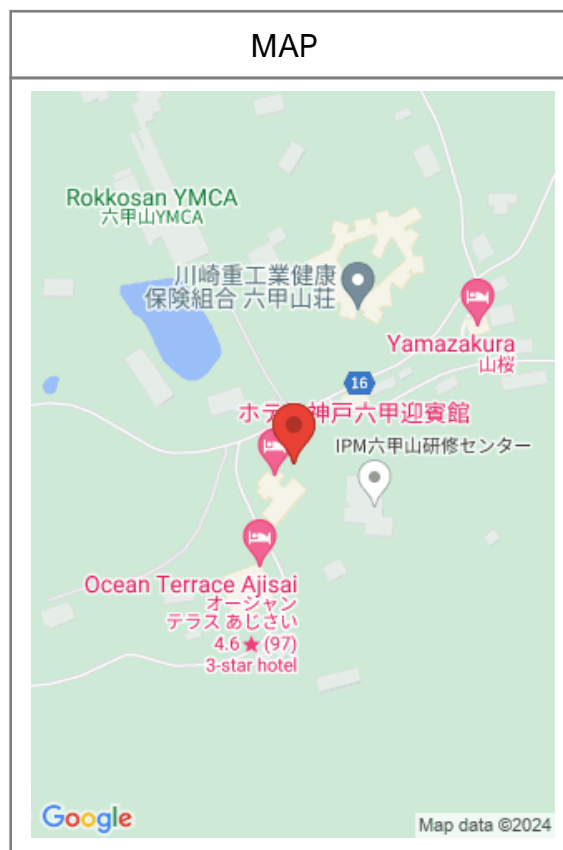 MAP
Rokkosan YMCA
六甲山YMCA
川崎重工業健康
保険組合 六甲山荘
Yamazakura
山桜
16
ホテ 神戸六甲迎賓館
IPM六甲山研修センター
Ocean Terrace Ajisai
オーシャン
テラス あじさい
4.6★(97)
3-star hotel
Google
Map data ©2024